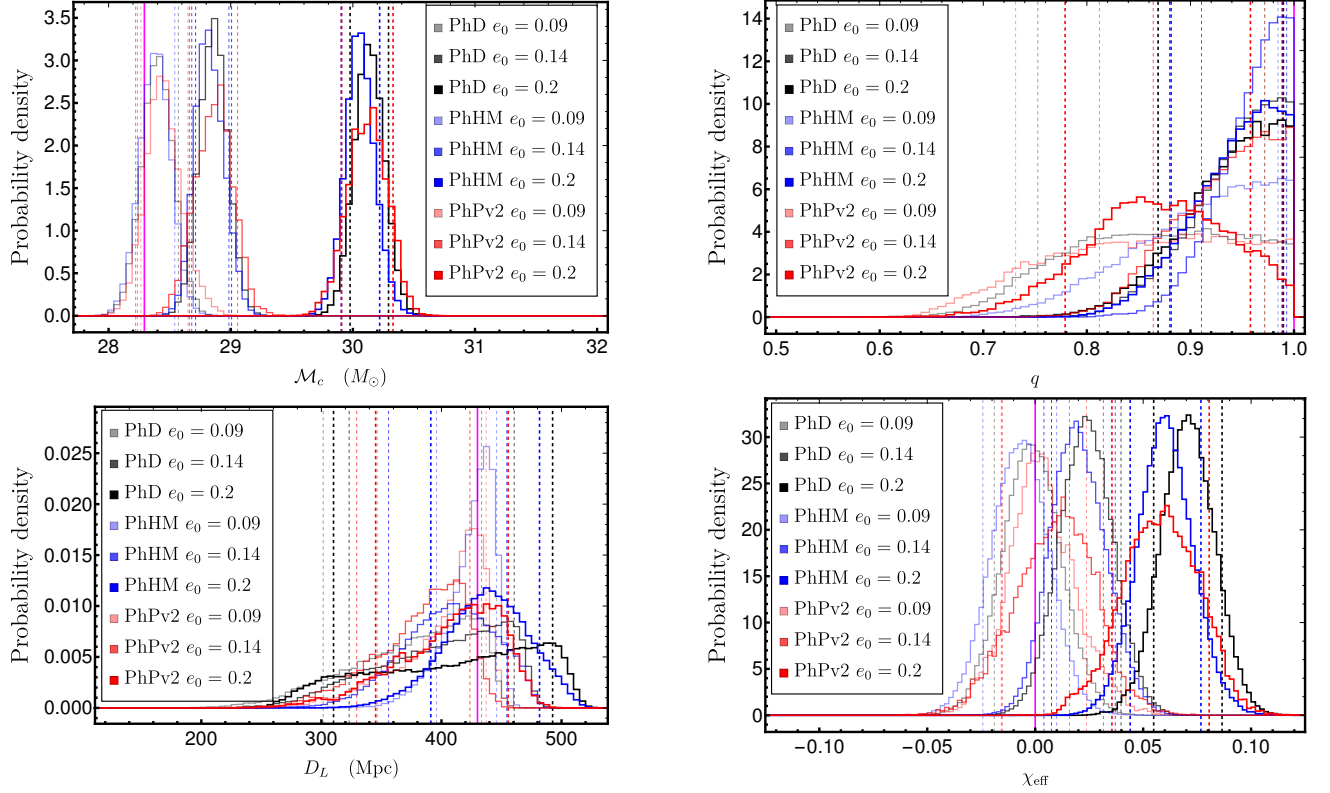 Probability density
3.5
3.0
2.5
2.0
1.5
1.0
0.5
0.0
28
29
30
31
32
ℳ_c (M_⊙)
PhD e₀ = 0.09
PhD e₀ = 0.14
PhD e₀ = 0.2
PhHM e₀ = 0.09
PhHM e₀ = 0.14
PhHM e₀ = 0.2
PhPv2 e₀ = 0.09
PhPv2 e₀ = 0.14
PhPv2 e₀ = 0.2
Probability density
14
12
10
8
6
4
2
0
0.5
0.6
0.7
0.8
0.9
1.0
q
PhD e₀ = 0.09
PhD e₀ = 0.14
PhD e₀ = 0.2
PhHM e₀ = 0.09
PhHM e₀ = 0.14
PhHM e₀ = 0.2
PhPv2 e₀ = 0.09
PhPv2 e₀ = 0.14
PhPv2 e₀ = 0.2
Probability density
0.025
0.020
0.015
0.010
0.005
0.000
200
300
400
500
D_L (Mpc)
PhD e₀ = 0.09
PhD e₀ = 0.14
PhD e₀ = 0.2
PhHM e₀ = 0.09
PhHM e₀ = 0.14
PhHM e₀ = 0.2
PhPv2 e₀ = 0.09
PhPv2 e₀ = 0.14
PhPv2 e₀ = 0.2
Probability density
30
25
20
15
10
5
0
−0.10
−0.05
0.00
0.05
0.10
χ_eff
PhD e₀ = 0.09
PhD e₀ = 0.14
PhD e₀ = 0.2
PhHM e₀ = 0.09
PhHM e₀ = 0.14
PhHM e₀ = 0.2
PhPv2 e₀ = 0.09
PhPv2 e₀ = 0.14
PhPv2 e₀ = 0.2